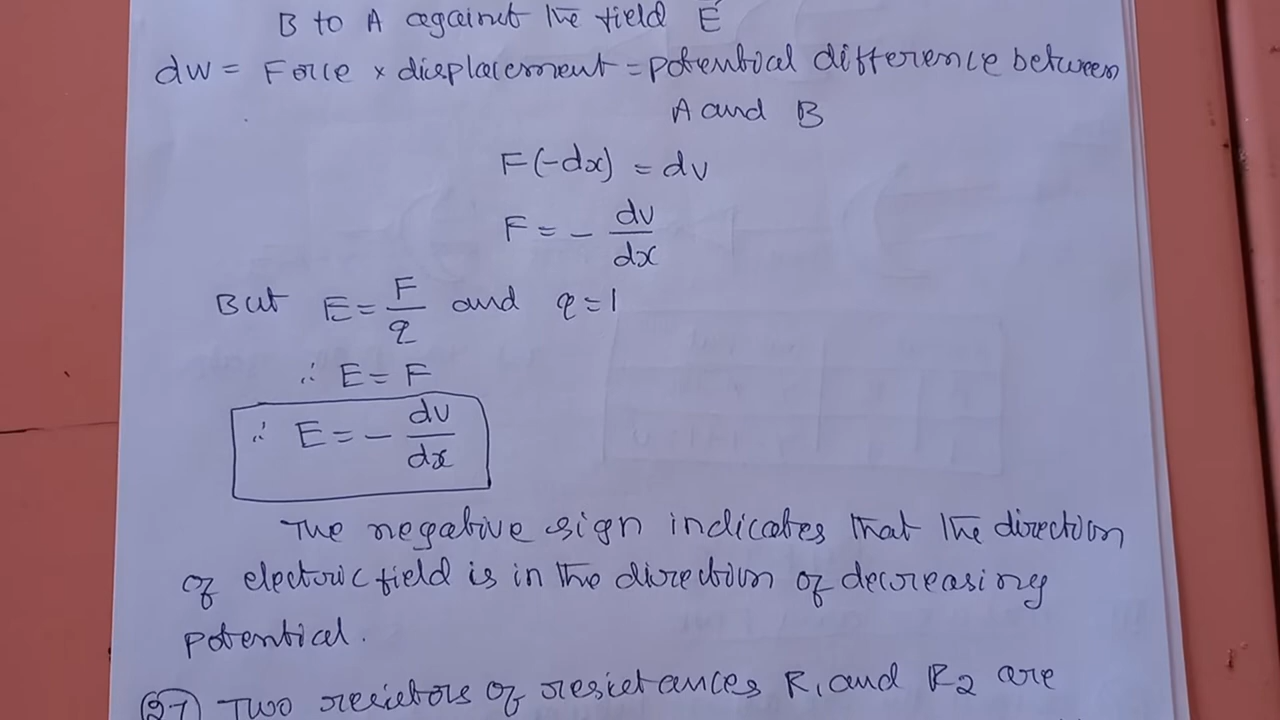 B to A against the field E
dw = Force × displacement = potential difference between
A and B
F(-dx) = dv
F = - dv/dx
But E = F/q and q = 1
∴ E = F
∴ E = - dv/dx
The negative sign indicates that the direction
of electric field is in the direction of decreasing
potential.
27) Two resistors of resistances R1 and R2 are